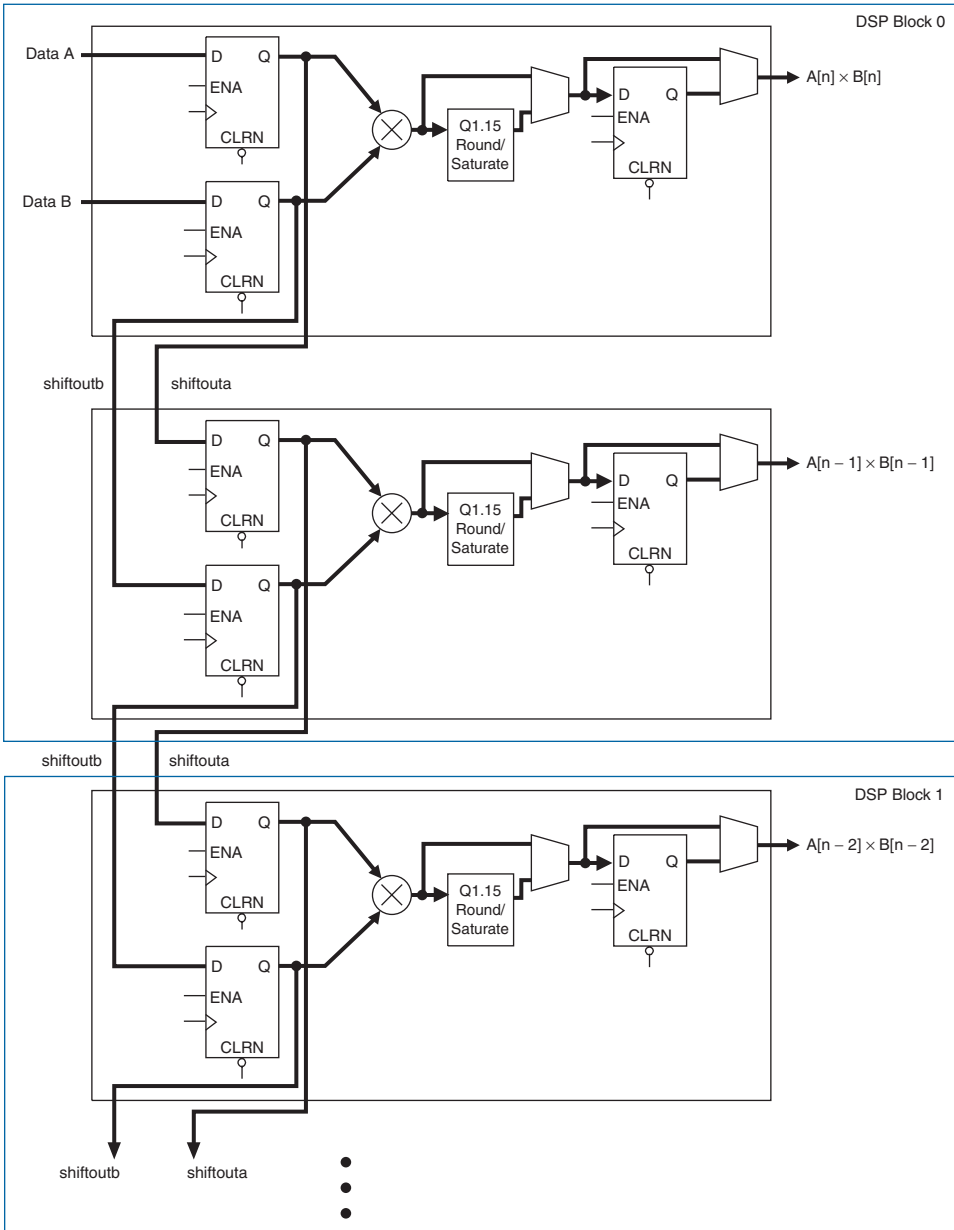 DSP Block 0
Data A
D Q
ENA
CLRN
Q1.15
Round/
Saturate
D Q
ENA
CLRN
A[n] × B[n]
Data B
D Q
ENA
CLRN
shiftoutb
shiftouta
D Q
ENA
CLRN
Q1.15
Round/
Saturate
D Q
ENA
CLRN
A[n − 1] × B[n − 1]
D Q
ENA
CLRN
shiftoutb
shiftouta
DSP Block 1
D Q
ENA
CLRN
Q1.15
Round/
Saturate
D Q
ENA
CLRN
A[n − 2] × B[n − 2]
D Q
ENA
CLRN
shiftoutb
shiftouta